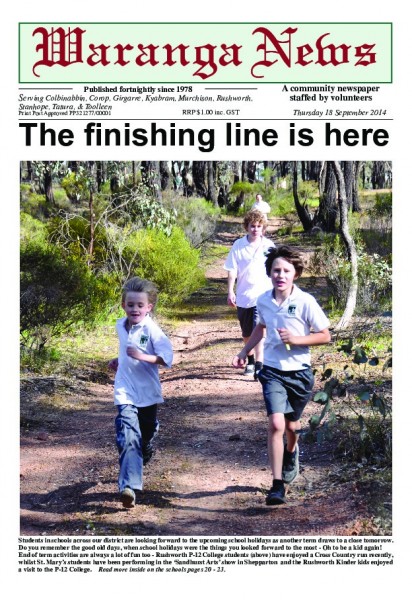 Waranga News
Published fortnightly since 1978
Serving Colbinabbin, Corop, Girgarre, Kyabram, Murchison, Rushworth,
Stanhope, Tatura, & Toolleen
Print Post Approved PP321277/00001
RRP $1.00 inc. GST
A community newspaper
staffed by volunteers
Thursday 18 September 2014
The finishing line is here
Students in schools across our district are looking forward to the upcoming school holidays as another term draws to a close tomorrow.
Do you remember the good old days, when school holidays were the things you looked forward to the most - Oh to be a kid again!
End of term activities are always a lot of fun too - Rushworth P-12 College students (above) have enjoyed a Cross Country run recently,
whilst St. Mary's students have been performing in the 'Sandhurst Arts' show in Shepparton and the Rushworth Kinder kids enjoyed
a visit to the P-12 College. Read more inside on the schools pages 20 - 23.